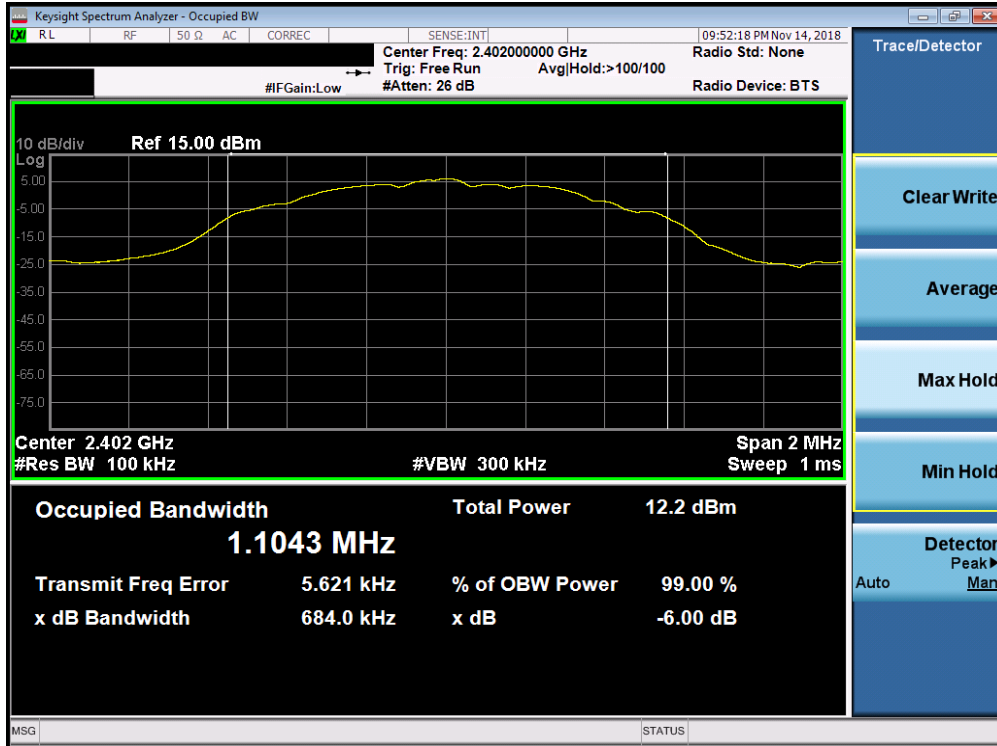 Keysight Spectrum Analyzer - Occupied BW
LXI RL RF 50 Ω AC CORREC SENSE:INT 09:52:18 PM Nov 14, 2018
Center Freq: 2.402000000 GHz Radio Std: None
Trig: Free Run Avg|Hold:>100/100
#IFGain:Low #Atten: 26 dB Radio Device: BTS
Trace/Detector
10 dB/div Ref 15.00 dBm
Log
5.00
-5.00
-15.0
-25.0
-35.0
-45.0
-55.0
-65.0
-75.0
Center 2.402 GHz Span 2 MHz
#Res BW 100 kHz #VBW 300 kHz Sweep 1 ms
Occupied Bandwidth Total Power 12.2 dBm
1.1043 MHz
Transmit Freq Error 5.621 kHz % of OBW Power 99.00 %
x dB Bandwidth 684.0 kHz x dB -6.00 dB
Clear Write
Average
Max Hold
Min Hold
Detector
Peak▶
Auto Man
MSG STATUS